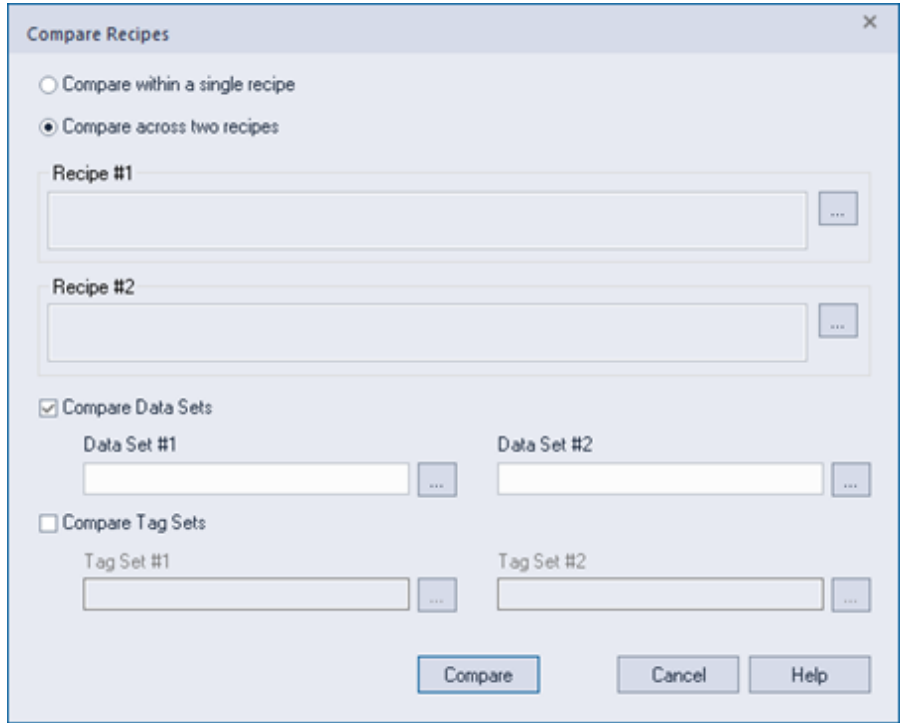 Compare Recipes
Compare within a single recipe
Compare across two recipes
Recipe #1
...
Recipe #2
...
Compare Data Sets
Data Set #1 Data Set #2
... ...
Compare Tag Sets
Tag Set #1 Tag Set #2
... ...
Compare Cancel Help